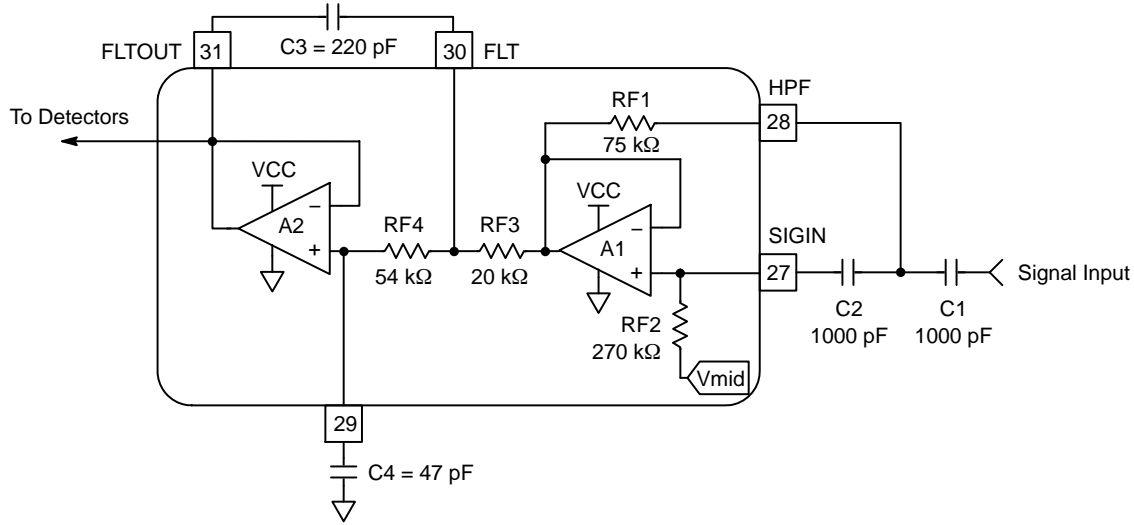 FLTOUT
31
C3 = 220 pF
30
FLT
HPF
28
To Detectors
RF1
75 kΩ
VCC
−
A2
+
RF4
54 kΩ
RF3
20 kΩ
VCC
−
A1
+
SIGIN
27
RF2
270 kΩ
Vmid
C2
1000 pF
C1
1000 pF
Signal Input
29
C4 = 47 pF